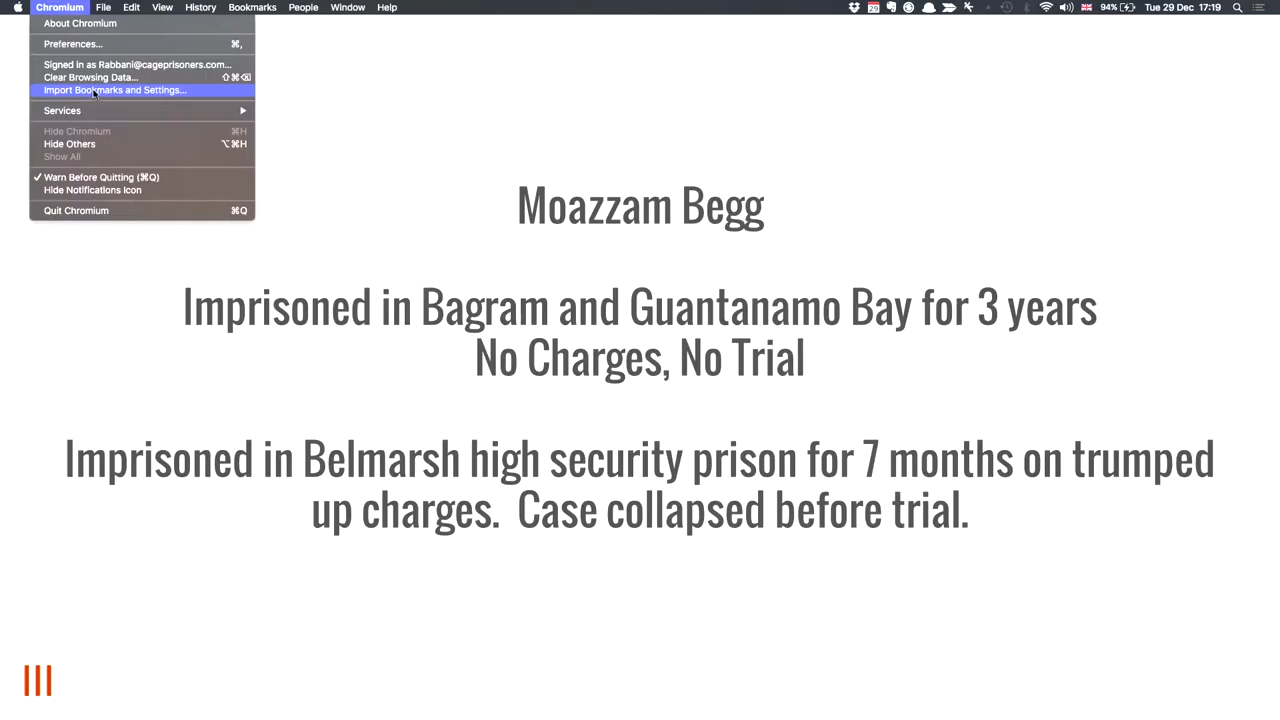 Chromium File Edit View History Bookmarks People Window Help 29 94% Tue 29 Dec 17:19
About Chromium
Preferences... ⌘,
Signed in as Rabbani@cageprisoners.com...
Clear Browsing Data... ⇧⌘⌫
Import Bookmarks and Settings...
Services ▶
Hide Chromium ⌘H
Hide Others ⌥⌘H
Show All
✓ Warn Before Quitting (⌘Q)
Hide Notifications Icon
Quit Chromium ⌘Q
Moazzam Begg
Imprisoned in Bagram and Guantanamo Bay for 3 years
No Charges, No Trial
Imprisoned in Belmarsh high security prison for 7 months on trumped
up charges. Case collapsed before trial.